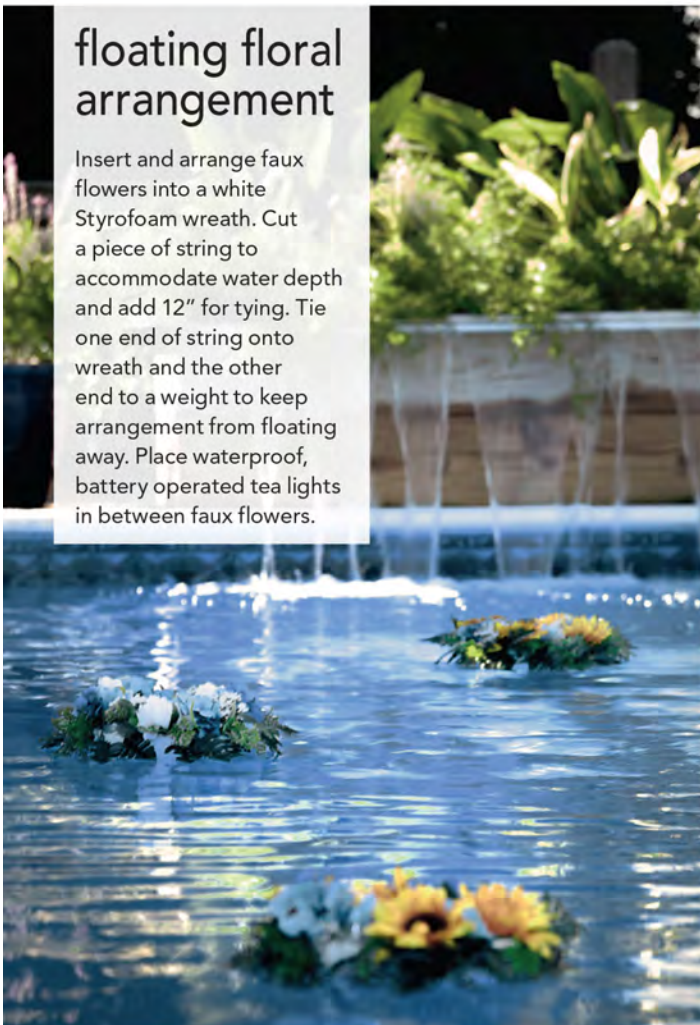 floating floral
arrangement
Insert and arrange faux
flowers into a white
Styrofoam wreath. Cut
a piece of string to
accommodate water depth
and add 12” for tying. Tie
one end of string onto
wreath and the other
end to a weight to keep
arrangement from floating
away. Place waterproof,
battery operated tea lights
in between faux flowers.